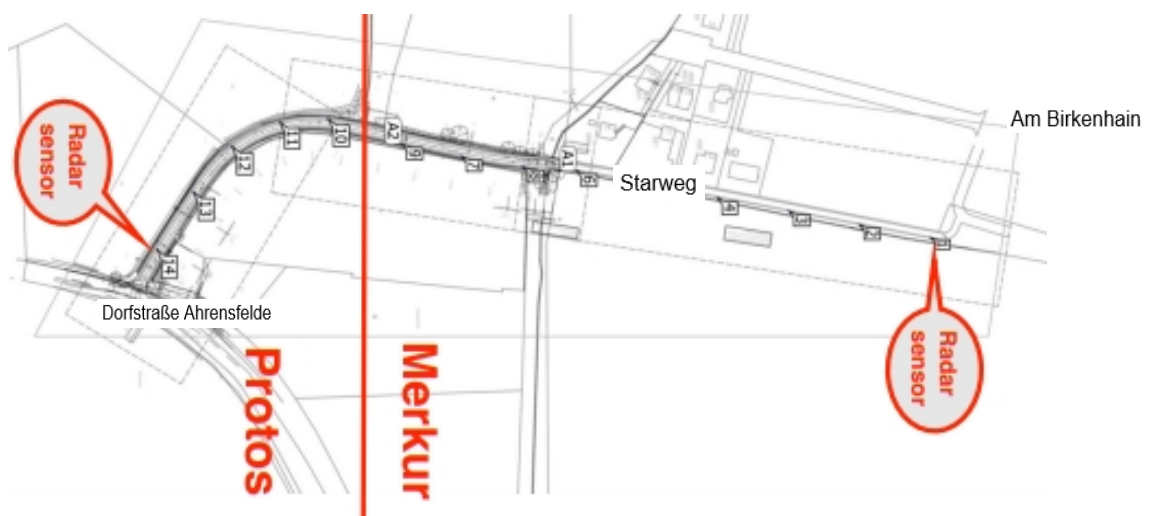 Am Birkenhain
Radar
sensor
11
10
A2
9
7
8
A1
6
12
Starweg
13
4
3
2
1
14
Dorfstraße Ahrensfelde
Radar
sensor
Protos
Merkur